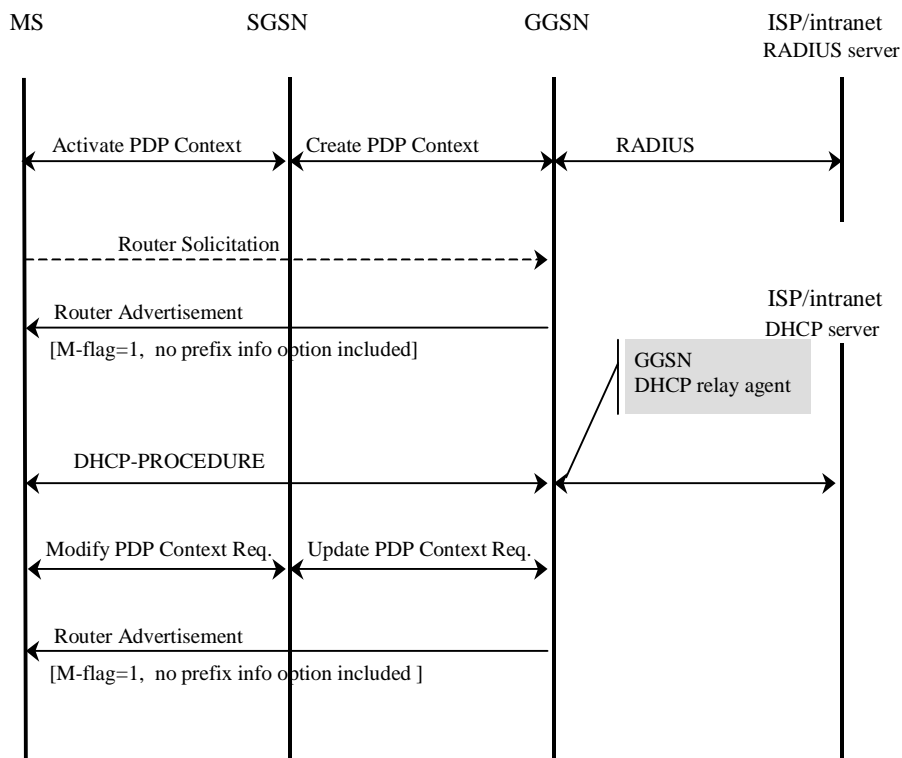 MS SGSN GGSN ISP/intranet
RADIUS server
Activate PDP Context Create PDP Context RADIUS
Router Solicitation
Router Advertisement
[M-flag=1, no prefix info option included]
ISP/intranet
DHCP server
GGSN
DHCP relay agent
DHCP-PROCEDURE
Modify PDP Context Req. Update PDP Context Req.
Router Advertisement
[M-flag=1, no prefix info option included ]